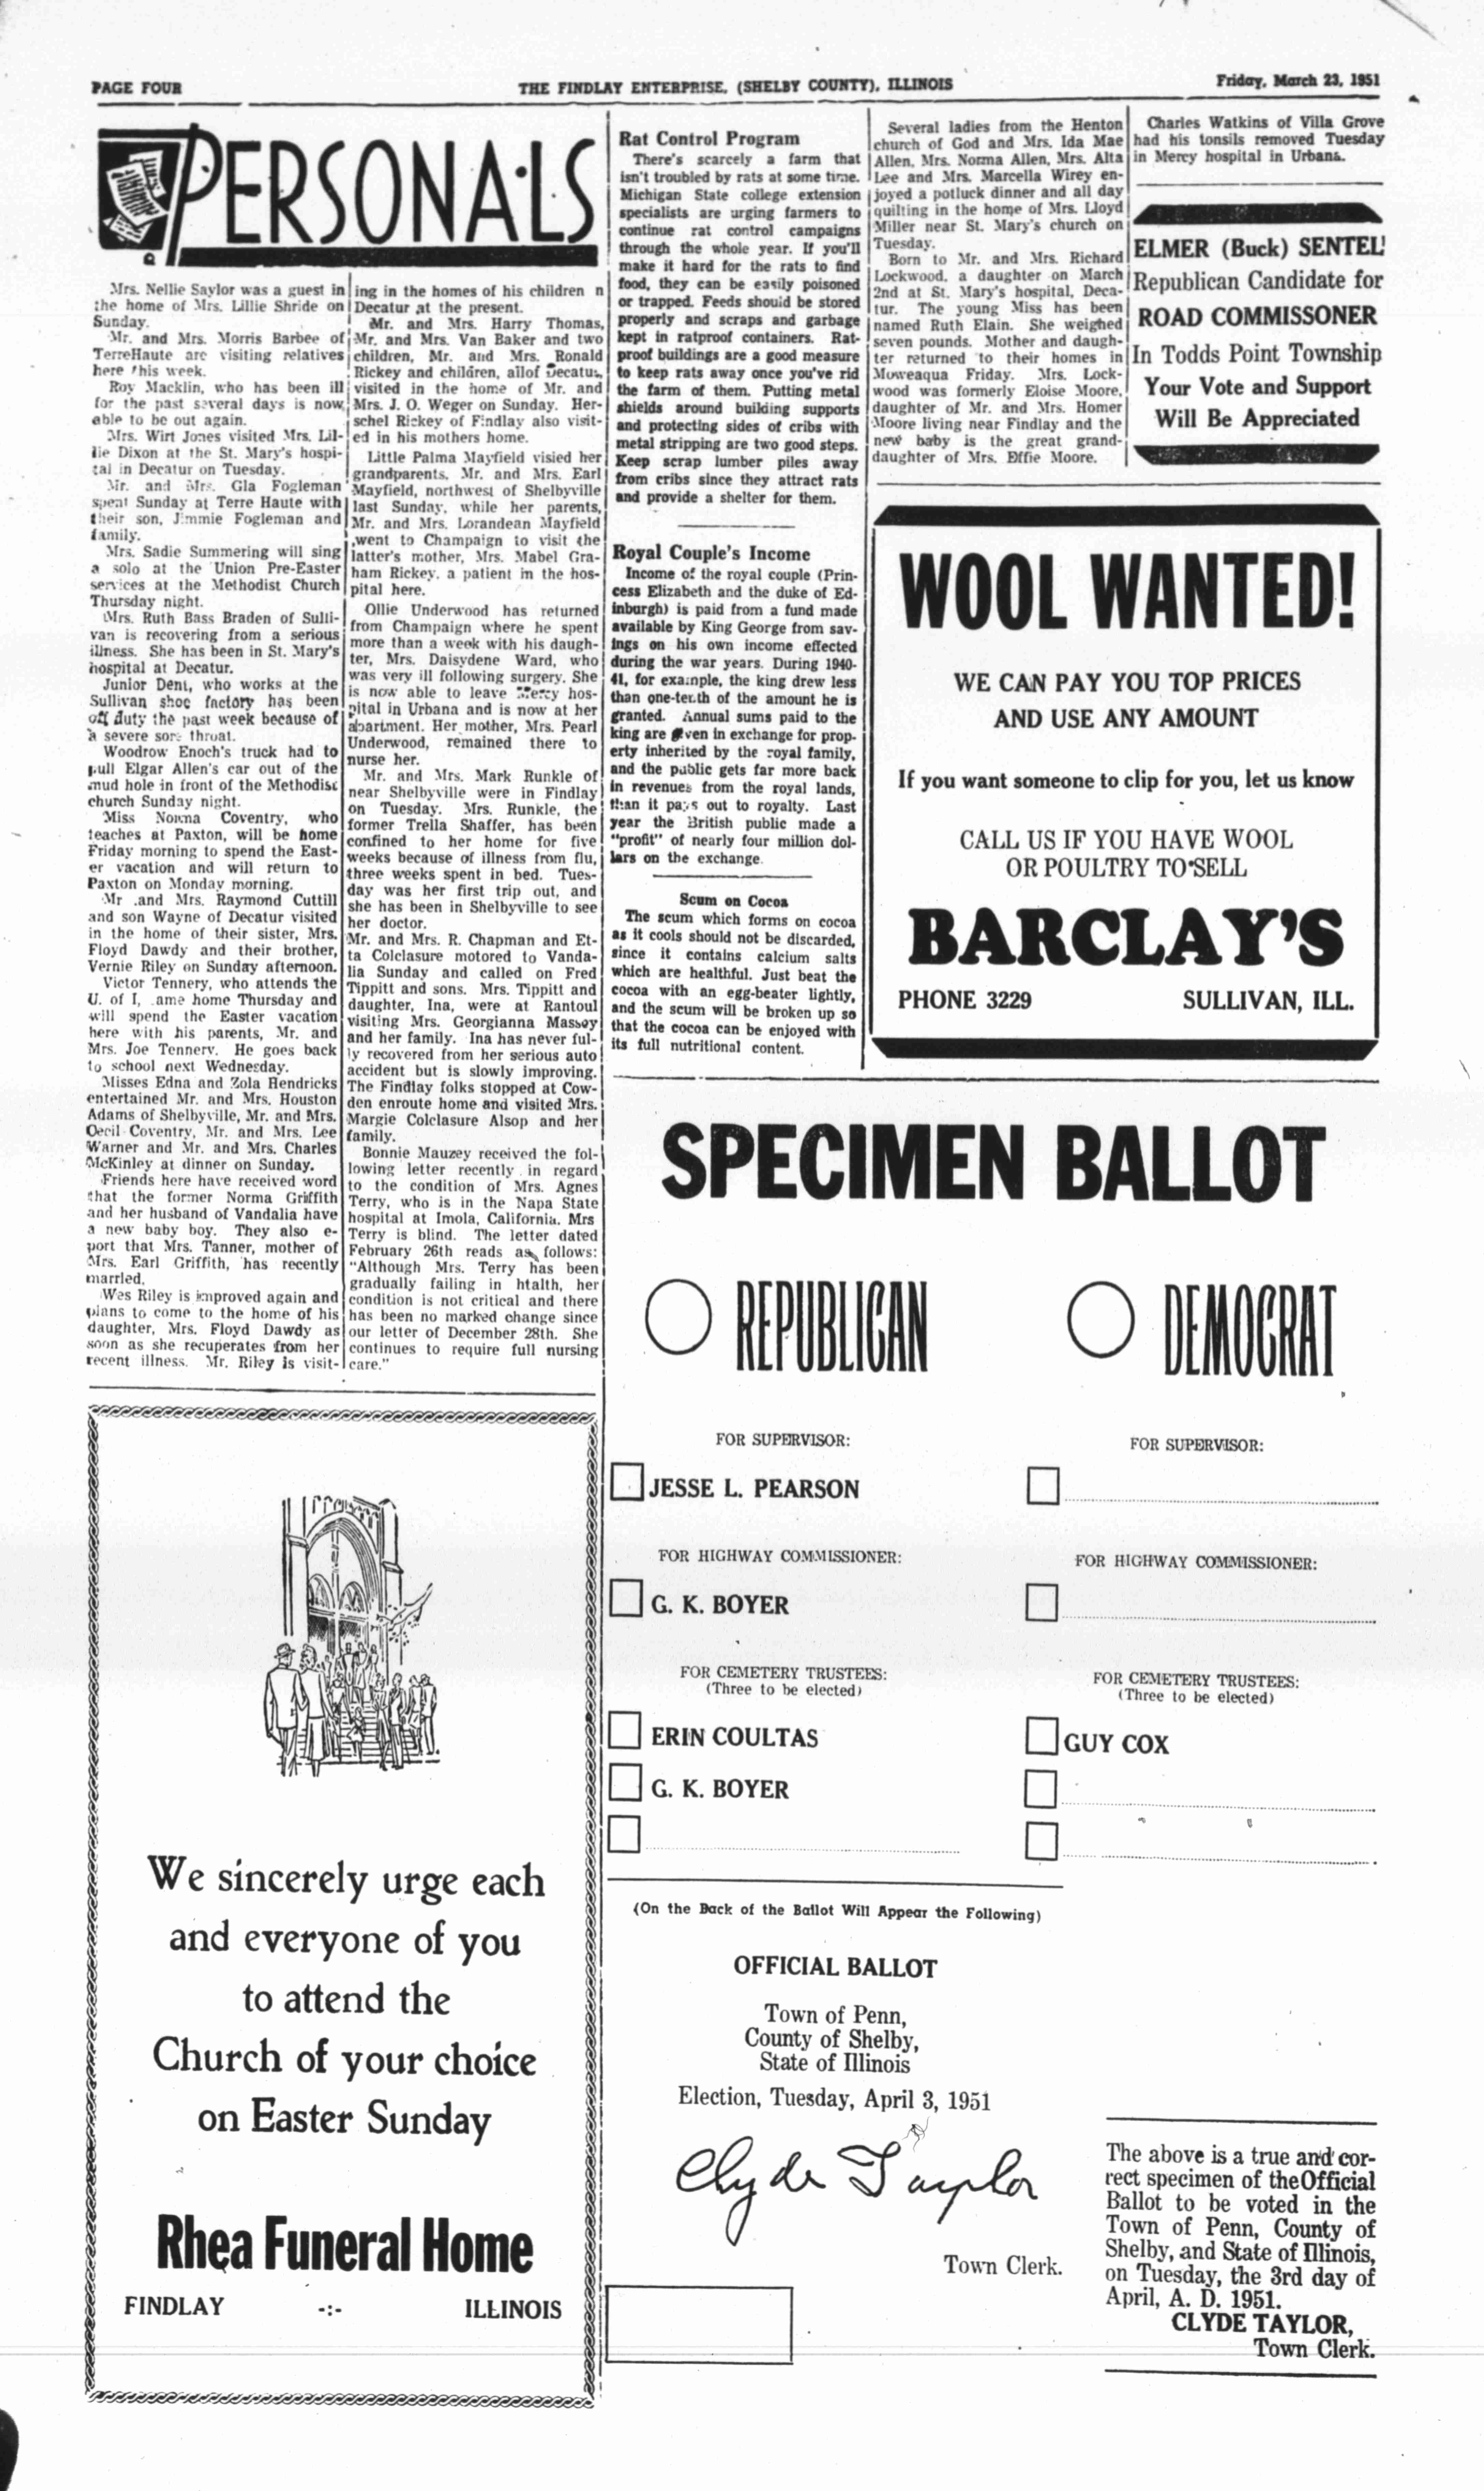 PAGE FOUR
THE FINDLAY ENTERPRISE, (SHELBY COUNTY), ILLINOIS
Friday, March 23, 1951
PERSONALS
Mrs. Nellie Saylor was a guest in
the home of Mrs. Lillie Shride on
Sunday.
Mr. and Mrs. Morris Barbee of
TerreHaute are visiting relatives
here this week.
Roy Macklin, who has been ill
for the past several days is now
able to be out again.
Mrs. Wirt Jones visited Mrs. Lil-
lie Dixon at the St. Mary's hospi-
tal in Decatur on Tuesday.
Mr. and Mrs. Gla Fogleman
spent Sunday at Terre Haute with
their son, Jimmie Fogleman and
family.
Mrs. Sadie Summering will sing
a solo at the Union Pre-Easter
services at the Methodist Church
Thursday night.
Mrs. Ruth Bass Braden of Sulli-
van is recovering from a serious
illness. She has been in St. Mary's
hospital at Decatur.
Junior Dent, who works at the
Sullivan shoe factory has been
off duty the past week because of
a severe sore throat.
Woodrow Enoch's truck had to
pull Elgar Allen's car out of the
mud hole in front of the Methodist
church Sunday night.
Miss Norma Coventry, who
teaches at Paxton, will be home
Friday morning to spend the East-
er vacation and will return to
Paxton on Monday morning.
Mr .and Mrs. Raymond Cuttill
and son Wayne of Decatur visited
in the home of their sister, Mrs.
Floyd Dawdy and their brother,
Vernie Riley on Sunday afternoon.
Victor Tennery, who attends the
U. of I, .ame home Thursday and
will spend the Easter vacation
here with his parents, Mr. and
Mrs. Joe Tennery. He goes back
to school next Wednesday.
Misses Edna and Zola Hendricks
entertained Mr. and Mrs. Houston
Adams of Shelbyville, Mr. and Mrs.
Cecil Coventry, Mr. and Mrs. Lee
Warner and Mr. and Mrs. Charles
McKinley at dinner on Sunday.
Friends here have received word
that the former Norma Griffith
and her husband of Vandalia have
a new baby boy. They also e-
port that Mrs. Tanner, mother of
Mrs. Earl Griffith, has recently
married.
Wes Riley is improved again and
plans to come to the home of his
daughter, Mrs. Floyd Dawdy as
soon as she recuperates from her
recent illness. Mr. Riley is visit-
ing in the homes of his children n
Decatur at the present.
Mr. and Mrs. Harry Thomas,
Mr. and Mrs. Van Baker and two
children, Mr. and Mrs. Ronald
Rickey and children, allof Decatur,
visited in the home of Mr. and
Mrs. J. O. Weger on Sunday. Her-
schel Rickey of Findlay also visit-
ed in his mothers home.
Little Palma Mayfield visied her
grandparents, Mr. and Mrs. Earl
Mayfield, northwest of Shelbyville
last Sunday, while her parents,
Mr. and Mrs. Lorandean Mayfield
,went to Champaign to visit the
latter's mother, Mrs. Mabel Gra-
ham Rickey, a patient in the hos-
pital here.
Ollie Underwood has returned
from Champaign where he spent
more than a week with his daugh-
ter, Mrs. Daisydene Ward, who
was very ill following surgery. She
is now able to leave Mercy hos-
pital in Urbana and is now at her
apartment. Her mother, Mrs. Pearl
Underwood, remained there to
nurse her.
Mr. and Mrs. Mark Runkle of
near Shelbyville were in Findlay
on Tuesday. Mrs. Runkle, the
former Trella Shaffer, has been
confined to her home for five
weeks because of illness from flu,
three weeks spent in bed. Tues-
day was her first trip out, and
she has been in Shelbyville to see
her doctor.
Mr. and Mrs. R. Chapman and Et-
ta Colclasure motored to Vanda-
lia Sunday and called on Fred
Tippitt and sons. Mrs. Tippitt and
daughter, Ina, were at Rantoul
visiting Mrs. Georgianna Massey
and her family. Ina has never ful-
ly recovered from her serious auto
accident but is slowly improving.
The Findlay folks stopped at Cow-
den enroute home and visited Mrs.
Margie Colclasure Alsop and her
family.
Bonnie Mauzey received the fol-
lowing letter recently in regard
to the condition of Mrs. Agnes
Terry, who is in the Napa State
hospital at Imola, California. Mrs
Terry is blind. The letter dated
February 26th reads as follows:
"Although Mrs. Terry has been
gradually failing in htalth, her
condition is not critical and there
has been no marked change since
our letter of December 28th. She
continues to require full nursing
care."
Rat Control Program
There's scarcely a farm that
isn't troubled by rats at some time.
Michigan State college extension
specialists are urging farmers to
continue rat control campaigns
through the whole year. If you'll
make it hard for the rats to find
food, they can be easily poisoned
or trapped. Feeds should be stored
properly and scraps and garbage
kept in ratproof containers. Rat-
proof buildings are a good measure
to keep rats away once you've rid
the farm of them. Putting metal
shields around building supports
and protecting sides of cribs with
metal stripping are two good steps.
Keep scrap lumber piles away
from cribs since they attract rats
and provide a shelter for them.
Royal Couple's Income
Income of the royal couple (Prin-
cess Elizabeth and the duke of Ed-
inburgh) is paid from a fund made
available by King George from sav-
ings on his own income effected
during the war years. During 1940-
41, for example, the king drew less
than one-tenth of the amount he is
granted. Annual sums paid to the
king are given in exchange for prop-
erty inherited by the royal family,
and the public gets far more back
in revenues from the royal lands,
than it pays out to royalty. Last
year the British public made a
"profit" of nearly four million dol-
lars on the exchange.
Scum on Cocoa
The scum which forms on cocoa
as it cools should not be discarded,
since it contains calcium salts
which are healthful. Just beat the
cocoa with an egg-beater lightly,
and the scum will be broken up so
that the cocoa can be enjoyed with
its full nutritional content.
Several ladies from the Henton
church of God and Mrs. Ida Mae
Allen, Mrs. Norma Allen, Mrs. Alta
Lee and Mrs. Marcella Wirey en-
joyed a potluck dinner and all day
quilting in the home of Mrs. Lloyd
Miller near St. Mary's church on
Tuesday.
Born to Mr. and Mrs. Richard
Lockwood, a daughter on March
2nd at St. Mary's hospital, Deca-
tur. The young Miss has been
named Ruth Elain. She weighed
seven pounds. Mother and daugh-
ter returned to their homes in
Moweaqua Friday. Mrs. Lock-
wood was formerly Eloise Moore,
daughter of Mr. and Mrs. Homer
Moore living near Findlay and the
new baby is the great grand-
daughter of Mrs. Effie Moore.
Charles Watkins of Villa Grove
had his tonsils removed Tuesday
in Mercy hospital in Urbana.
ELMER (Buck) SENTEL
Republican Candidate for
ROAD COMMISSONER
In Todds Point Township
Your Vote and Support
Will Be Appreciated
WOOL WANTED!
WE CAN PAY YOU TOP PRICES
AND USE ANY AMOUNT
If you want someone to clip for you, let us know
CALL US IF YOU HAVE WOOL
OR POULTRY TO SELL
BARCLAY'S
PHONE 3229 SULLIVAN, ILL.
We sincerely urge each
and everyone of you
to attend the
Church of your choice
on Easter Sunday
Rhea Funeral Home
FINDLAY -:- ILLINOIS
SPECIMEN BALLOT
REPUBLICAN
FOR SUPERVISOR:
JESSE L. PEARSON
FOR HIGHWAY COMMISSIONER:
G. K. BOYER
FOR CEMETERY TRUSTEES:
(Three to be elected)
ERIN COULTAS
G. K. BOYER
DEMOCRAT
FOR SUPERVISOR:
FOR HIGHWAY COMMISSIONER:
FOR CEMETERY TRUSTEES:
(Three to be elected)
GUY COX
(On the Back of the Ballot Will Appear the Following)
OFFICIAL BALLOT
Town of Penn,
County of Shelby,
State of Illinois
Election, Tuesday, April 3, 1951
Clyde Taylor
Town Clerk.
The above is a true and cor-
rect specimen of the Official
Ballot to be voted in the
Town of Penn, County of
Shelby, and State of Illinois,
on Tuesday, the 3rd day of
April, A. D. 1951.
CLYDE TAYLOR,
Town Clerk.